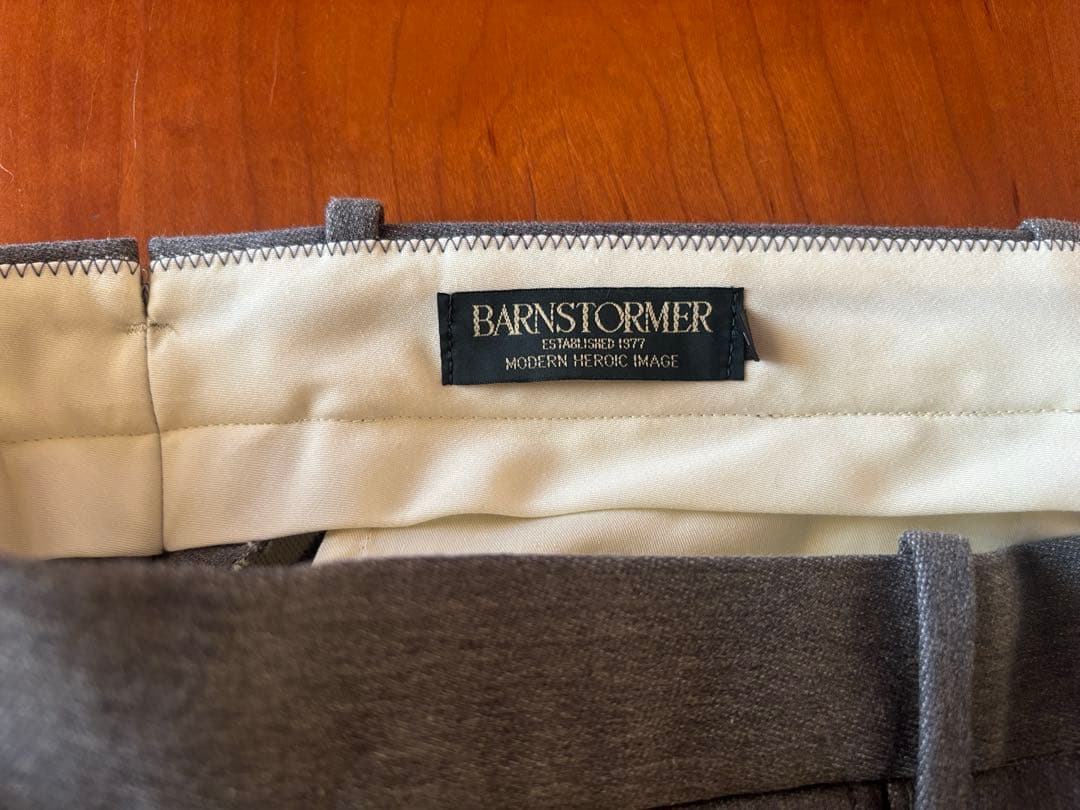 BARNSTORMER
ESTABLISHED 1977
MODERN HEROIC IMAGE